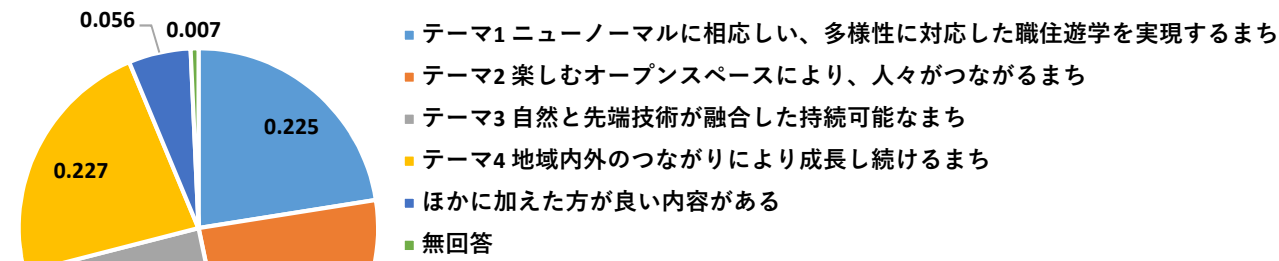 0.056
0.007
0.225
0.227
テーマ1 ニューノーマルに相応しい、多様性に対応した職住遊学を実現するまち
テーマ2 楽しむオープンスペースにより、人々がつながるまち
テーマ3 自然と先端技術が融合した持続可能なまち
テーマ4 地域内外のつながりにより成長し続けるまち
ほかに加えた方が良い内容がある
無回答